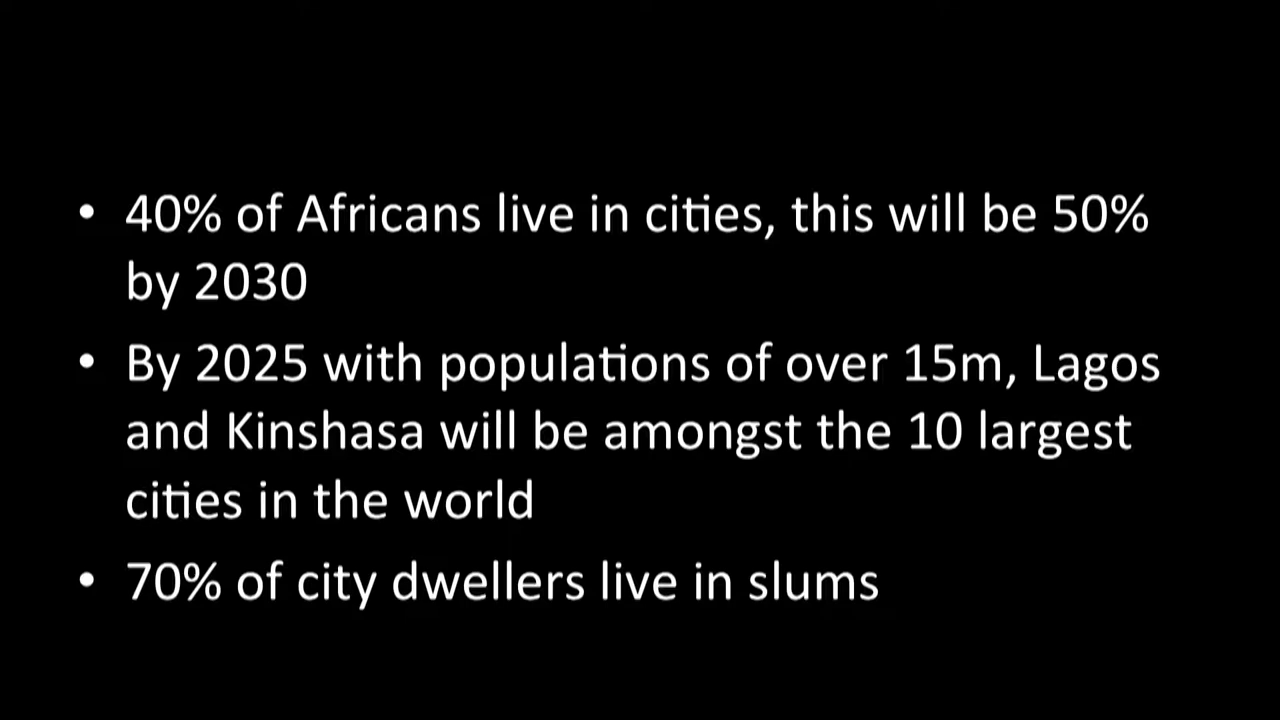 • 40% of Africans live in cities, this will be 50%
by 2030
• By 2025 with populations of over 15m, Lagos
and Kinshasa will be amongst the 10 largest
cities in the world
• 70% of city dwellers live in slums